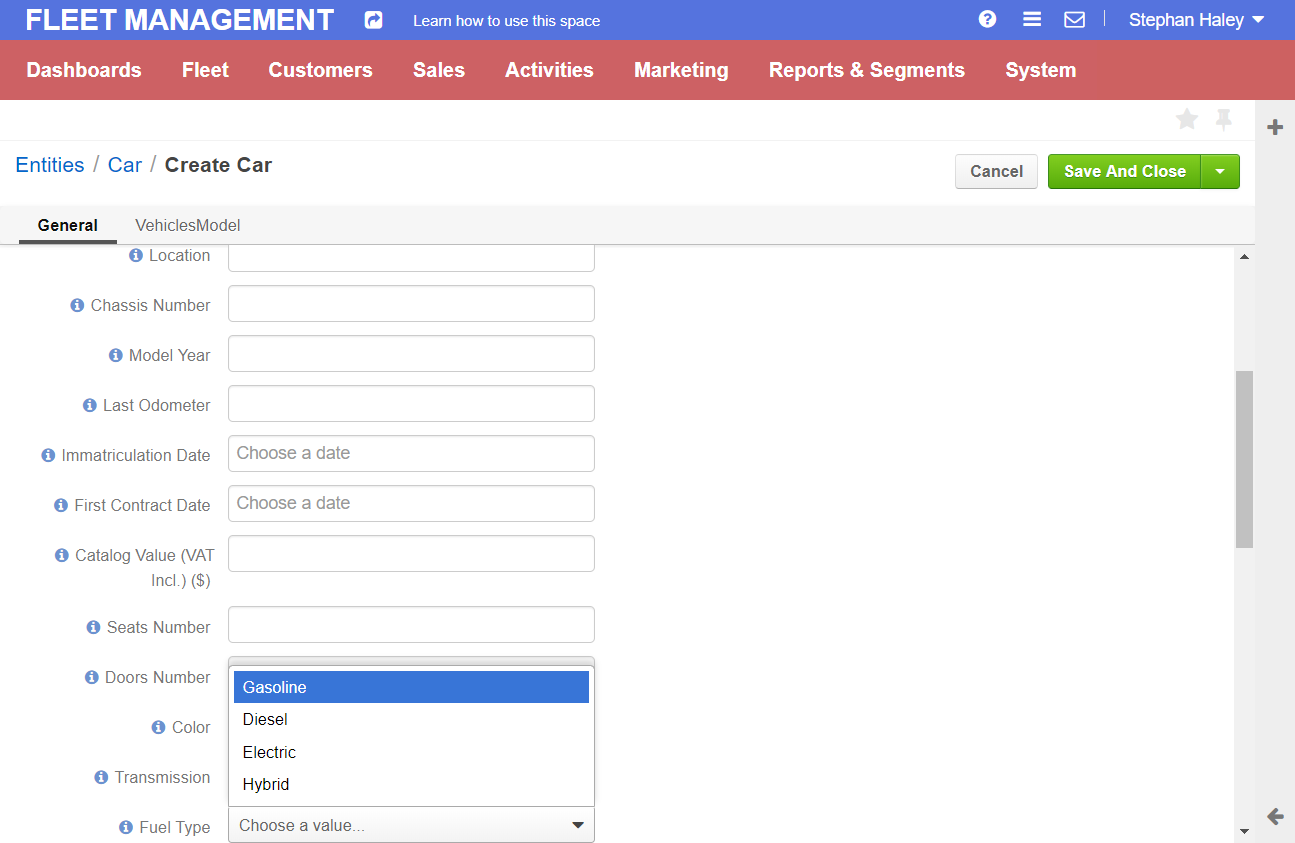 FLEET MANAGEMENT Learn how to use this space Stephan Haley
Dashboards Fleet Customers Sales Activities Marketing Reports & Segments System
Entities / Car / Create Car
Cancel Save And Close
General VehiclesModel
Location
Chassis Number
Model Year
Last Odometer
Immatriculation Date Choose a date
First Contract Date Choose a date
Catalog Value (VAT
Incl.) ($)
Seats Number
Doors Number
Gasoline
Diesel
Color
Electric
Transmission
Hybrid
Fuel Type Choose a value...